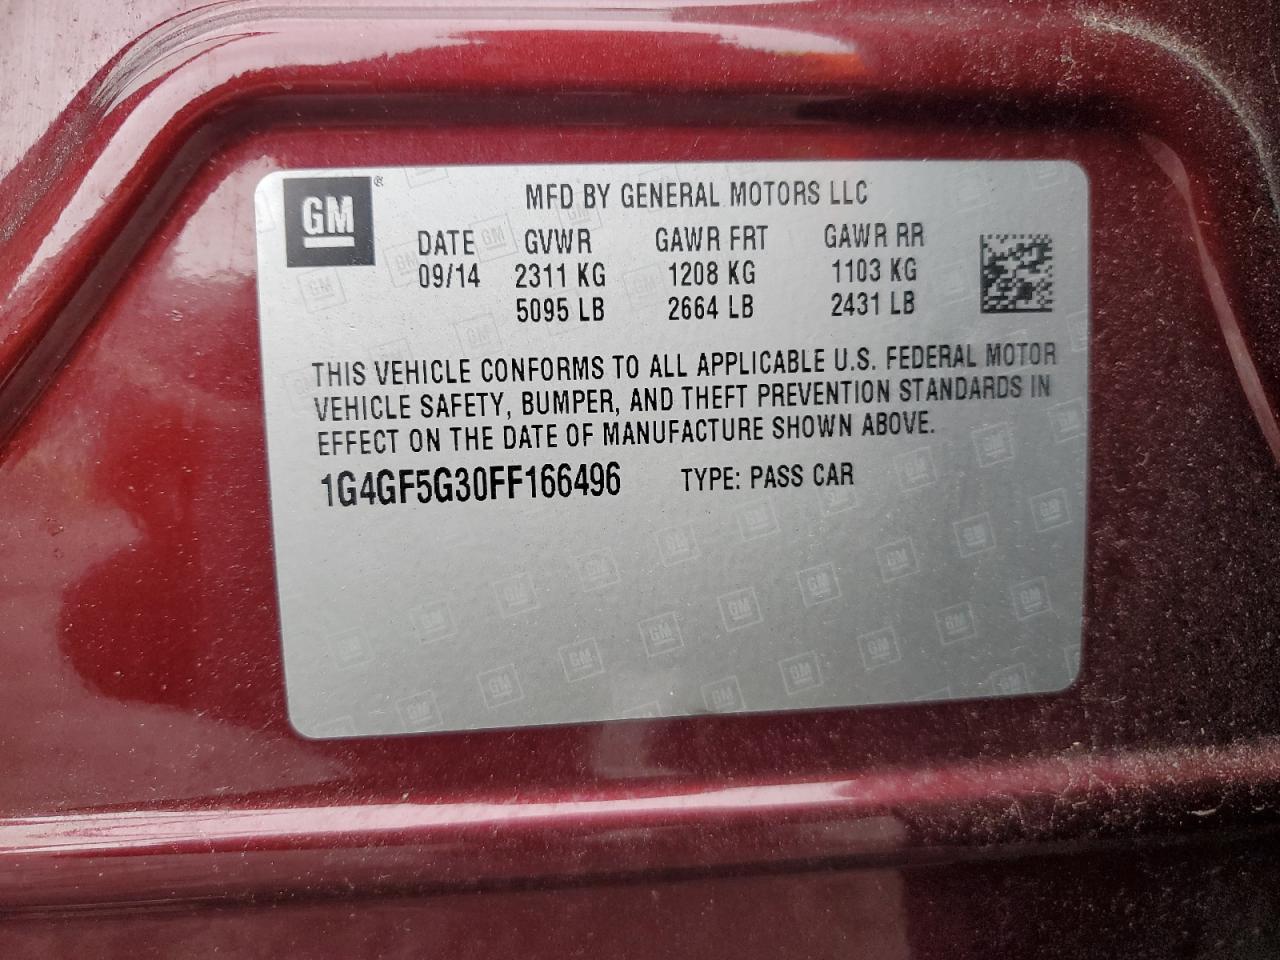 GM®
MFD BY GENERAL MOTORS LLC
DATE GVWR GAWR FRT GAWR RR
09/14 2311 KG 1208 KG 1103 KG
5095 LB 2664 LB 2431 LB
THIS VEHICLE CONFORMS TO ALL APPLICABLE U.S. FEDERAL MOTOR
VEHICLE SAFETY, BUMPER, AND THEFT PREVENTION STANDARDS IN
EFFECT ON THE DATE OF MANUFACTURE SHOWN ABOVE.
1G4GF5G30FF166496 TYPE: PASS CAR